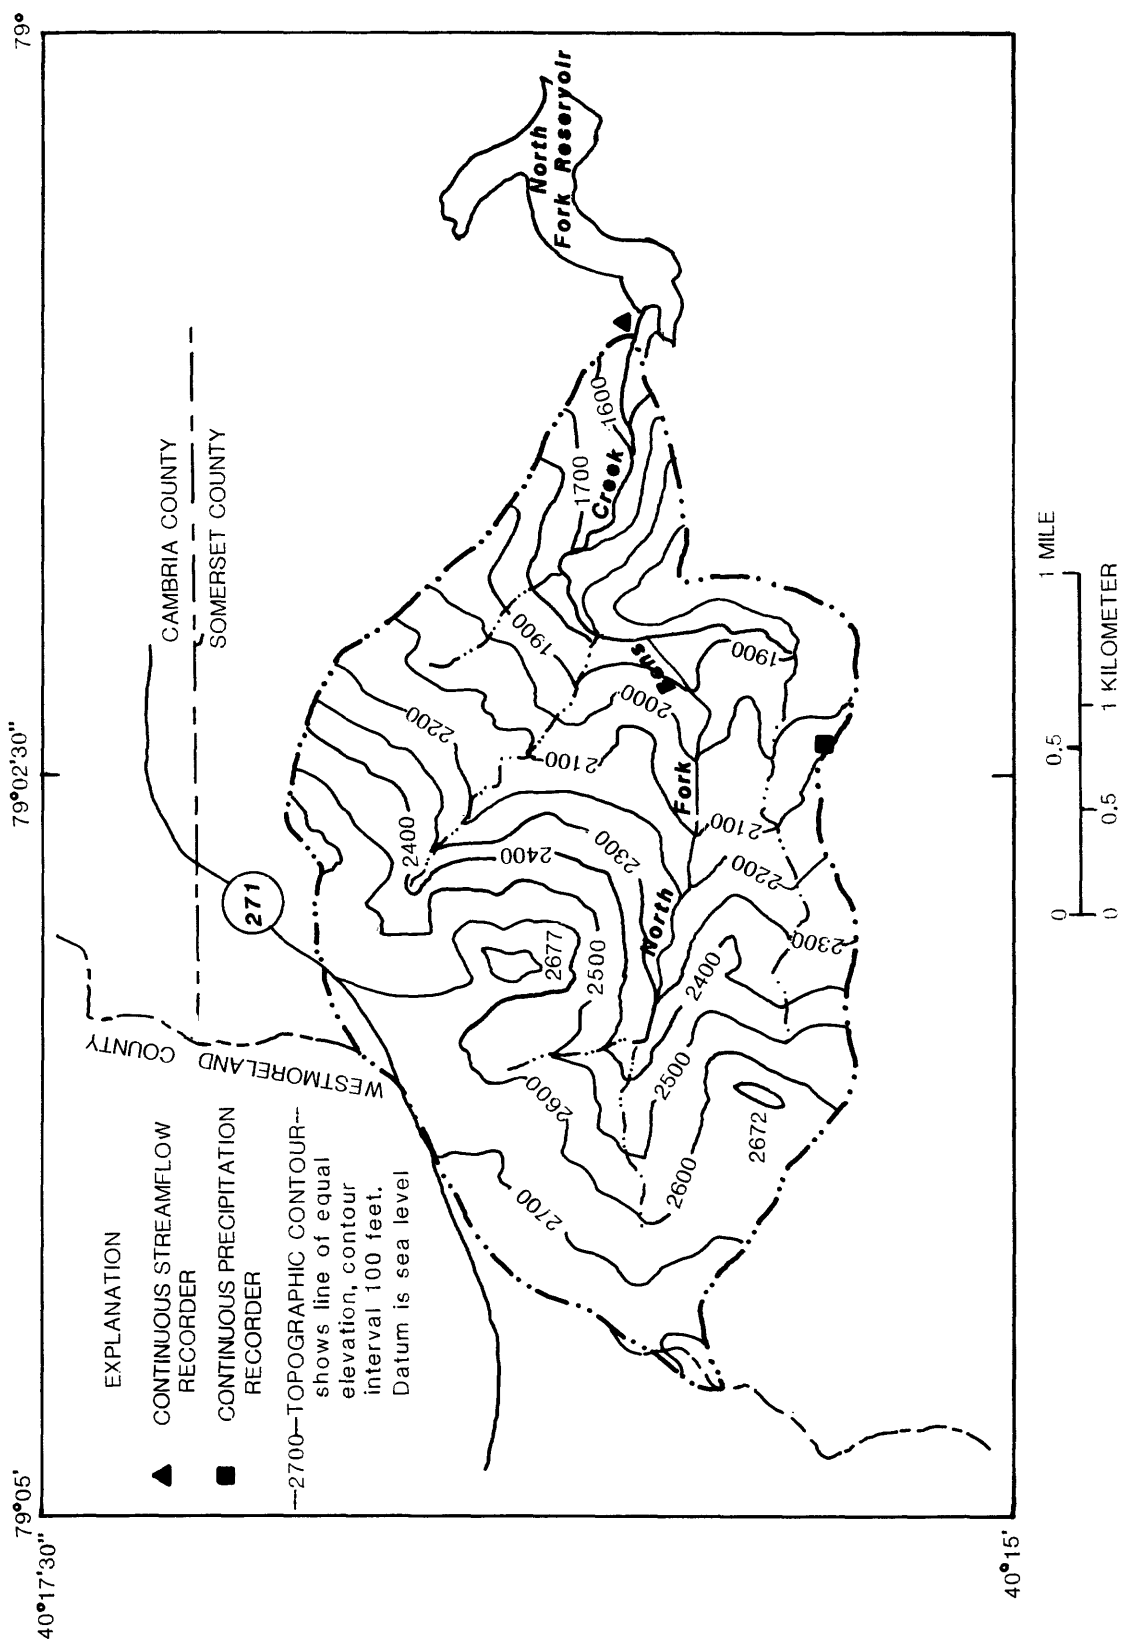 40°17'30"
79°05'
79°02'30"
79°
EXPLANATION
CONTINUOUS STREAMFLOW
RECORDER
CONTINUOUS PRECIPITATION
RECORDER
—2700—TOPOGRAPHIC CONTOUR--
shows line of equal
elevation, contour
interval 100 feet.
Datum is sea level
WESTMORELAND COUNTY
CAMBRIA COUNTY
SOMERSET COUNTY
271
North
Fork Reservoir
North Fork Bens Creek
2700
2600
2600
2672
2500
2500
2677
2400
2400
2400
2300
2300
2200
2200
2100
2100
2000
1900
1900
1700
1600
40°15'
0 0.5 1 MILE
0 0.5 1 KILOMETER